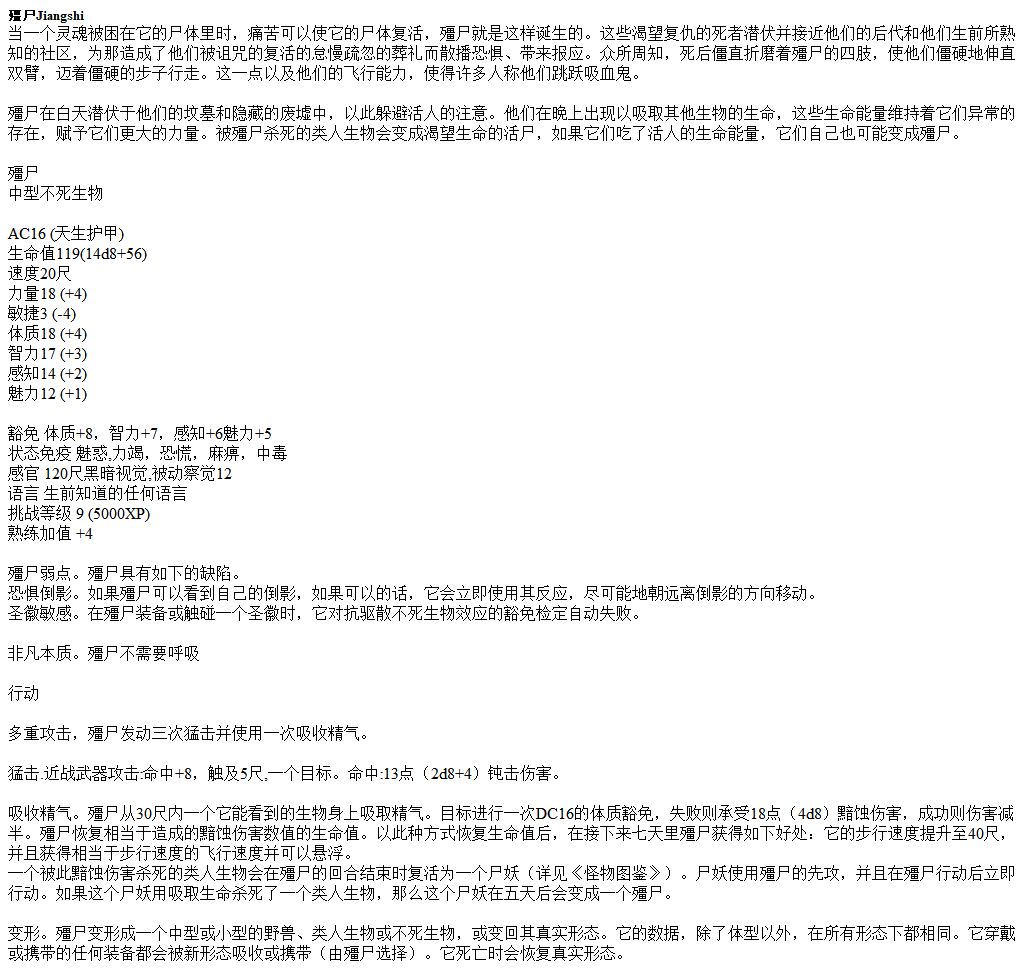 殭尸Jiangshi
当一个灵魂被困在它的尸体里时，痛苦可以使它的尸体复活，殭尸就是这样诞生的。这些渴望复仇的死者潜伏并接近他们的后代和他们生前所熟
知的社区，为那造成了他们被诅咒的复活的怠慢疏忽的葬礼而散播恐惧、带来报应。众所周知，死后僵直折磨着殭尸的四肢，使他们僵硬地伸直
双臂，迈着僵硬的步子行走。这一点以及他们的飞行能力，使得许多人称他们跳跃吸血鬼。
殭尸在白天潜伏于他们的坟墓和隐藏的废墟中，以此躲避活人的注意。他们在晚上出现以吸取其他生物的生命，这些生命能量维持着它们异常的
存在，赋予它们更大的力量。被殭尸杀死的类人生物会变成渴望生命的活尸，如果它们吃了活人的生命能量，它们自己也可能变成殭尸。
殭尸
中型不死生物
AC16 (天生护甲)
生命值119(14d8+56)
速度20尺
力量18 (+4)
敏捷3 (-4)
体质18 (+4)
智力17 (+3)
感知14 (+2)
魅力12 (+1)
豁免 体质+8，智力+7，感知+6魅力+5
状态免疫 魅惑,力竭，恐慌，麻痹，中毒
感官 120尺黑暗视觉,被动察觉12
语言 生前知道的任何语言
挑战等级 9 (5000XP)
熟练加值 +4
殭尸弱点。殭尸具有如下的缺陷。
恐惧倒影。如果殭尸可以看到自己的倒影，如果可以的话，它会立即使用其反应，尽可能地朝远离倒影的方向移动。
圣徽敏感。在殭尸装备或触碰一个圣徽时，它对抗驱散不死生物效应的豁免检定自动失败。
非凡本质。殭尸不需要呼吸
行动
多重攻击，殭尸发动三次猛击并使用一次吸收精气。
猛击.近战武器攻击:命中+8，触及5尺,一个目标。命中:13点（2d8+4）钝击伤害。
吸收精气。殭尸从30尺内一个它能看到的生物身上吸取精气。目标进行一次DC16的体质豁免，失败则承受18点（4d8）黯蚀伤害，成功则伤害减
半。殭尸恢复相当于造成的黯蚀伤害数值的生命值。以此种方式恢复生命值后，在接下来七天里殭尸获得如下好处：它的步行速度提升至40尺，
并且获得相当于步行速度的飞行速度并可以悬浮。
一个被此黯蚀伤害杀死的类人生物会在殭尸的回合结束时复活为一个尸妖（详见《怪物图鉴》）。尸妖使用殭尸的先攻，并且在殭尸行动后立即
行动。如果这个尸妖用吸取生命杀死了一个类人生物，那么这个尸妖在五天后会变成一个殭尸。
变形。殭尸变形成一个中型或小型的野兽、类人生物或不死生物，或变回其真实形态。它的数据，除了体型以外，在所有形态下都相同。它穿戴
或携带的任何装备都会被新形态吸收或携带（由殭尸选择）。它死亡时会恢复真实形态。